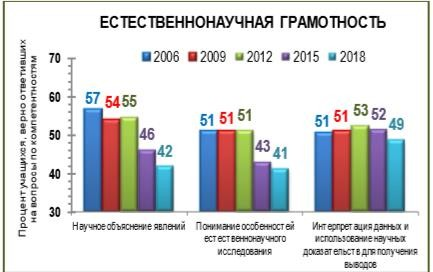 ЕСТЕСТВЕННОНАУЧНАЯ ГРАМОТНОСТЬ
2006 2009 2012 2015 2018
Процент учащихся, верно ответивших
на вопросы по компетентностям
70
60
50
40
30
57 54 55 46 42
51 51 51 43 41
51 51 53 52 49
Научное объяснение явлений
Понимание особенностей
естественнонаучного
исследования
Интерпретация данных и
использование научных
доказательств для получения
выводов